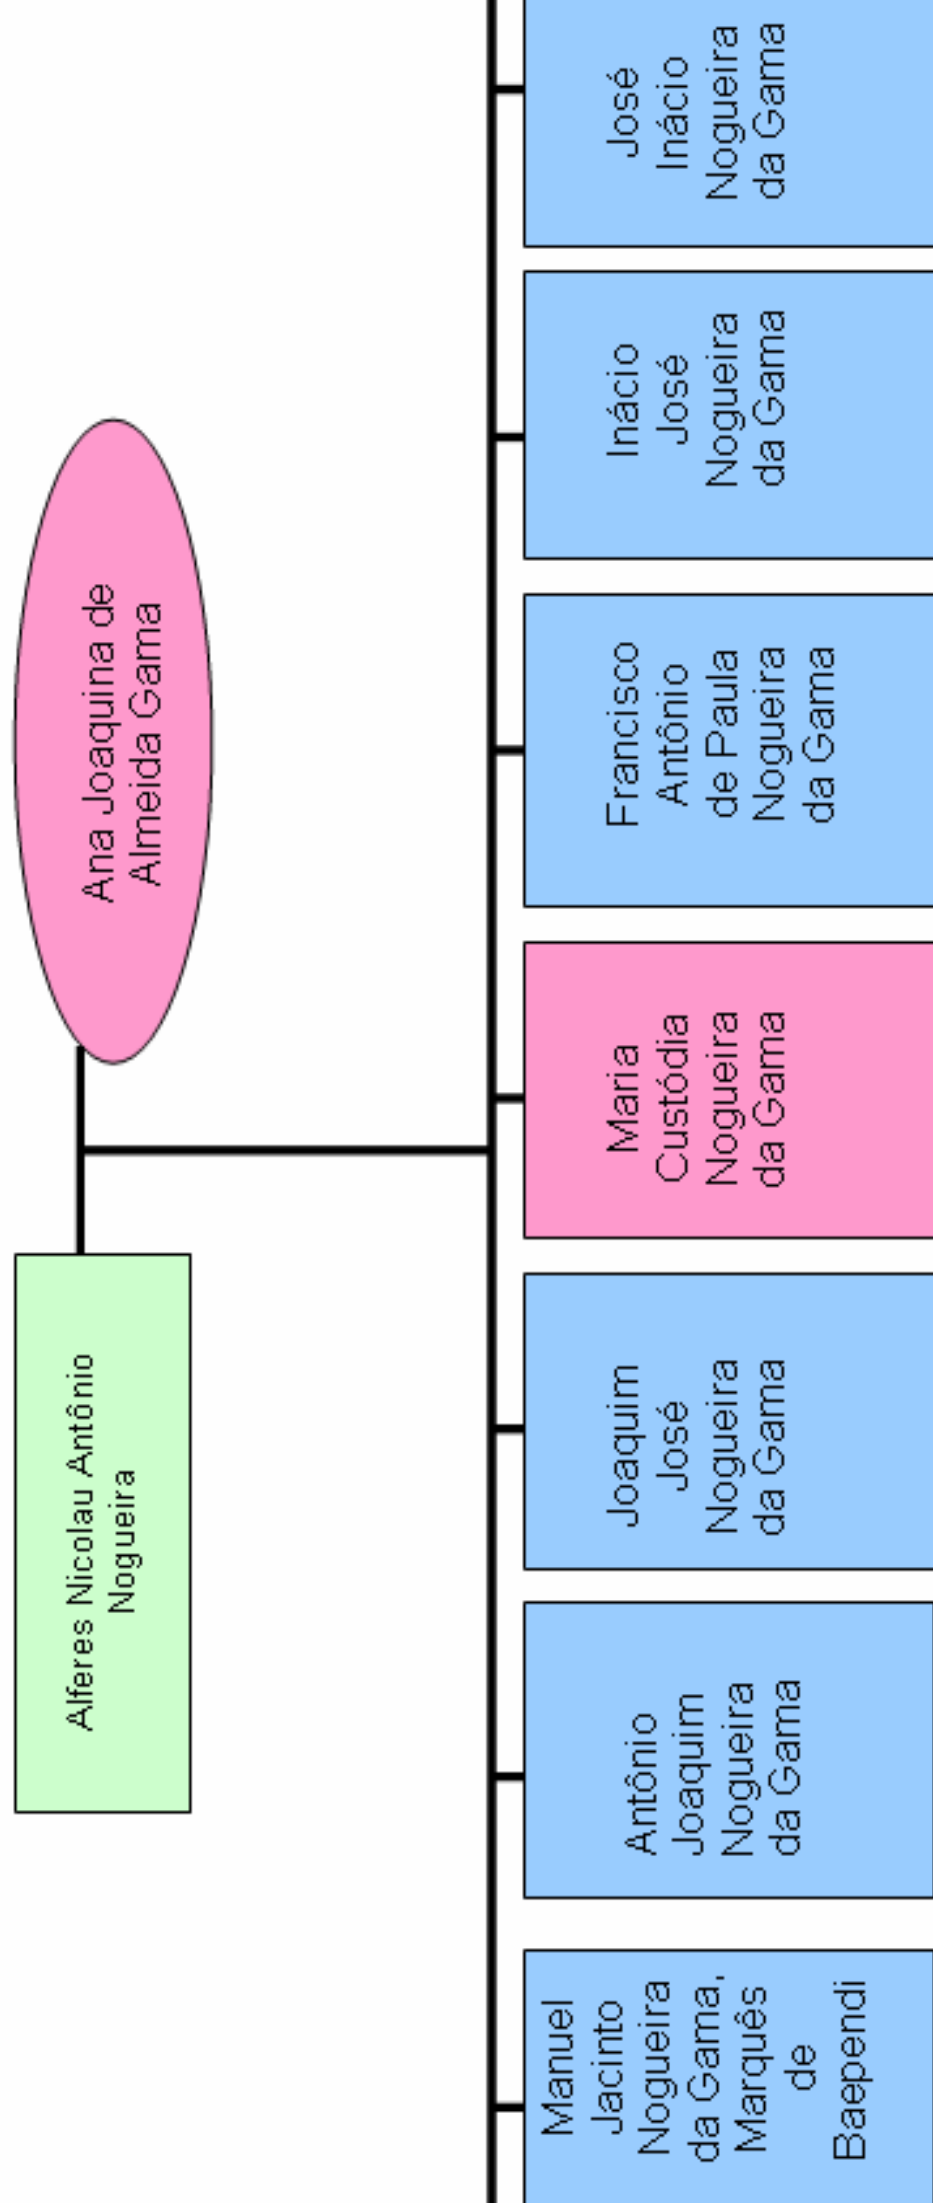 Alferes Nicolau Antônio
Nogueira
Ana Joaquina de
Almeida Gama
Manuel
Jacinto
Nogueira
da Gama,
Marquês
de
Baependi
Antônio
Joaquim
Nogueira
da Gama
Joaquim
José
Nogueira
da Gama
Maria
Custódia
Nogueira
da Gama
Francisco
Antônio
de Paula
Nogueira
da Gama
Inácio
José
Nogueira
da Gama
José
Inácio
Nogueira
da Gama